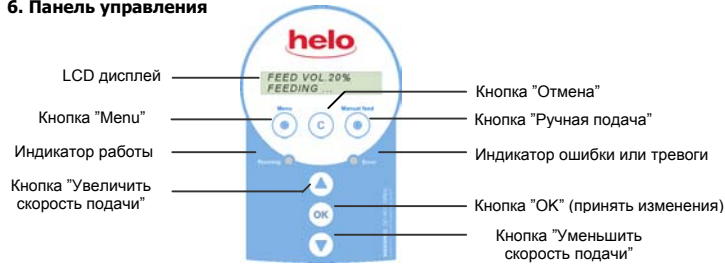 6. Панель управления
helo
LCD дисплей
FEED VOL.20%
FEEDING ...
Кнопка ”Отмена”
Menu
Manual feed
Кнопка ”Menu”
C
Кнопка ”Ручная подача”
Индикатор работы
Running
Error
Индикатор ошибки или тревоги
Кнопка ”Увеличить
скорость подачи”
OK
Кнопка ”OK” (принять изменения)
Кнопка ”Уменьшить
скорость подачи”